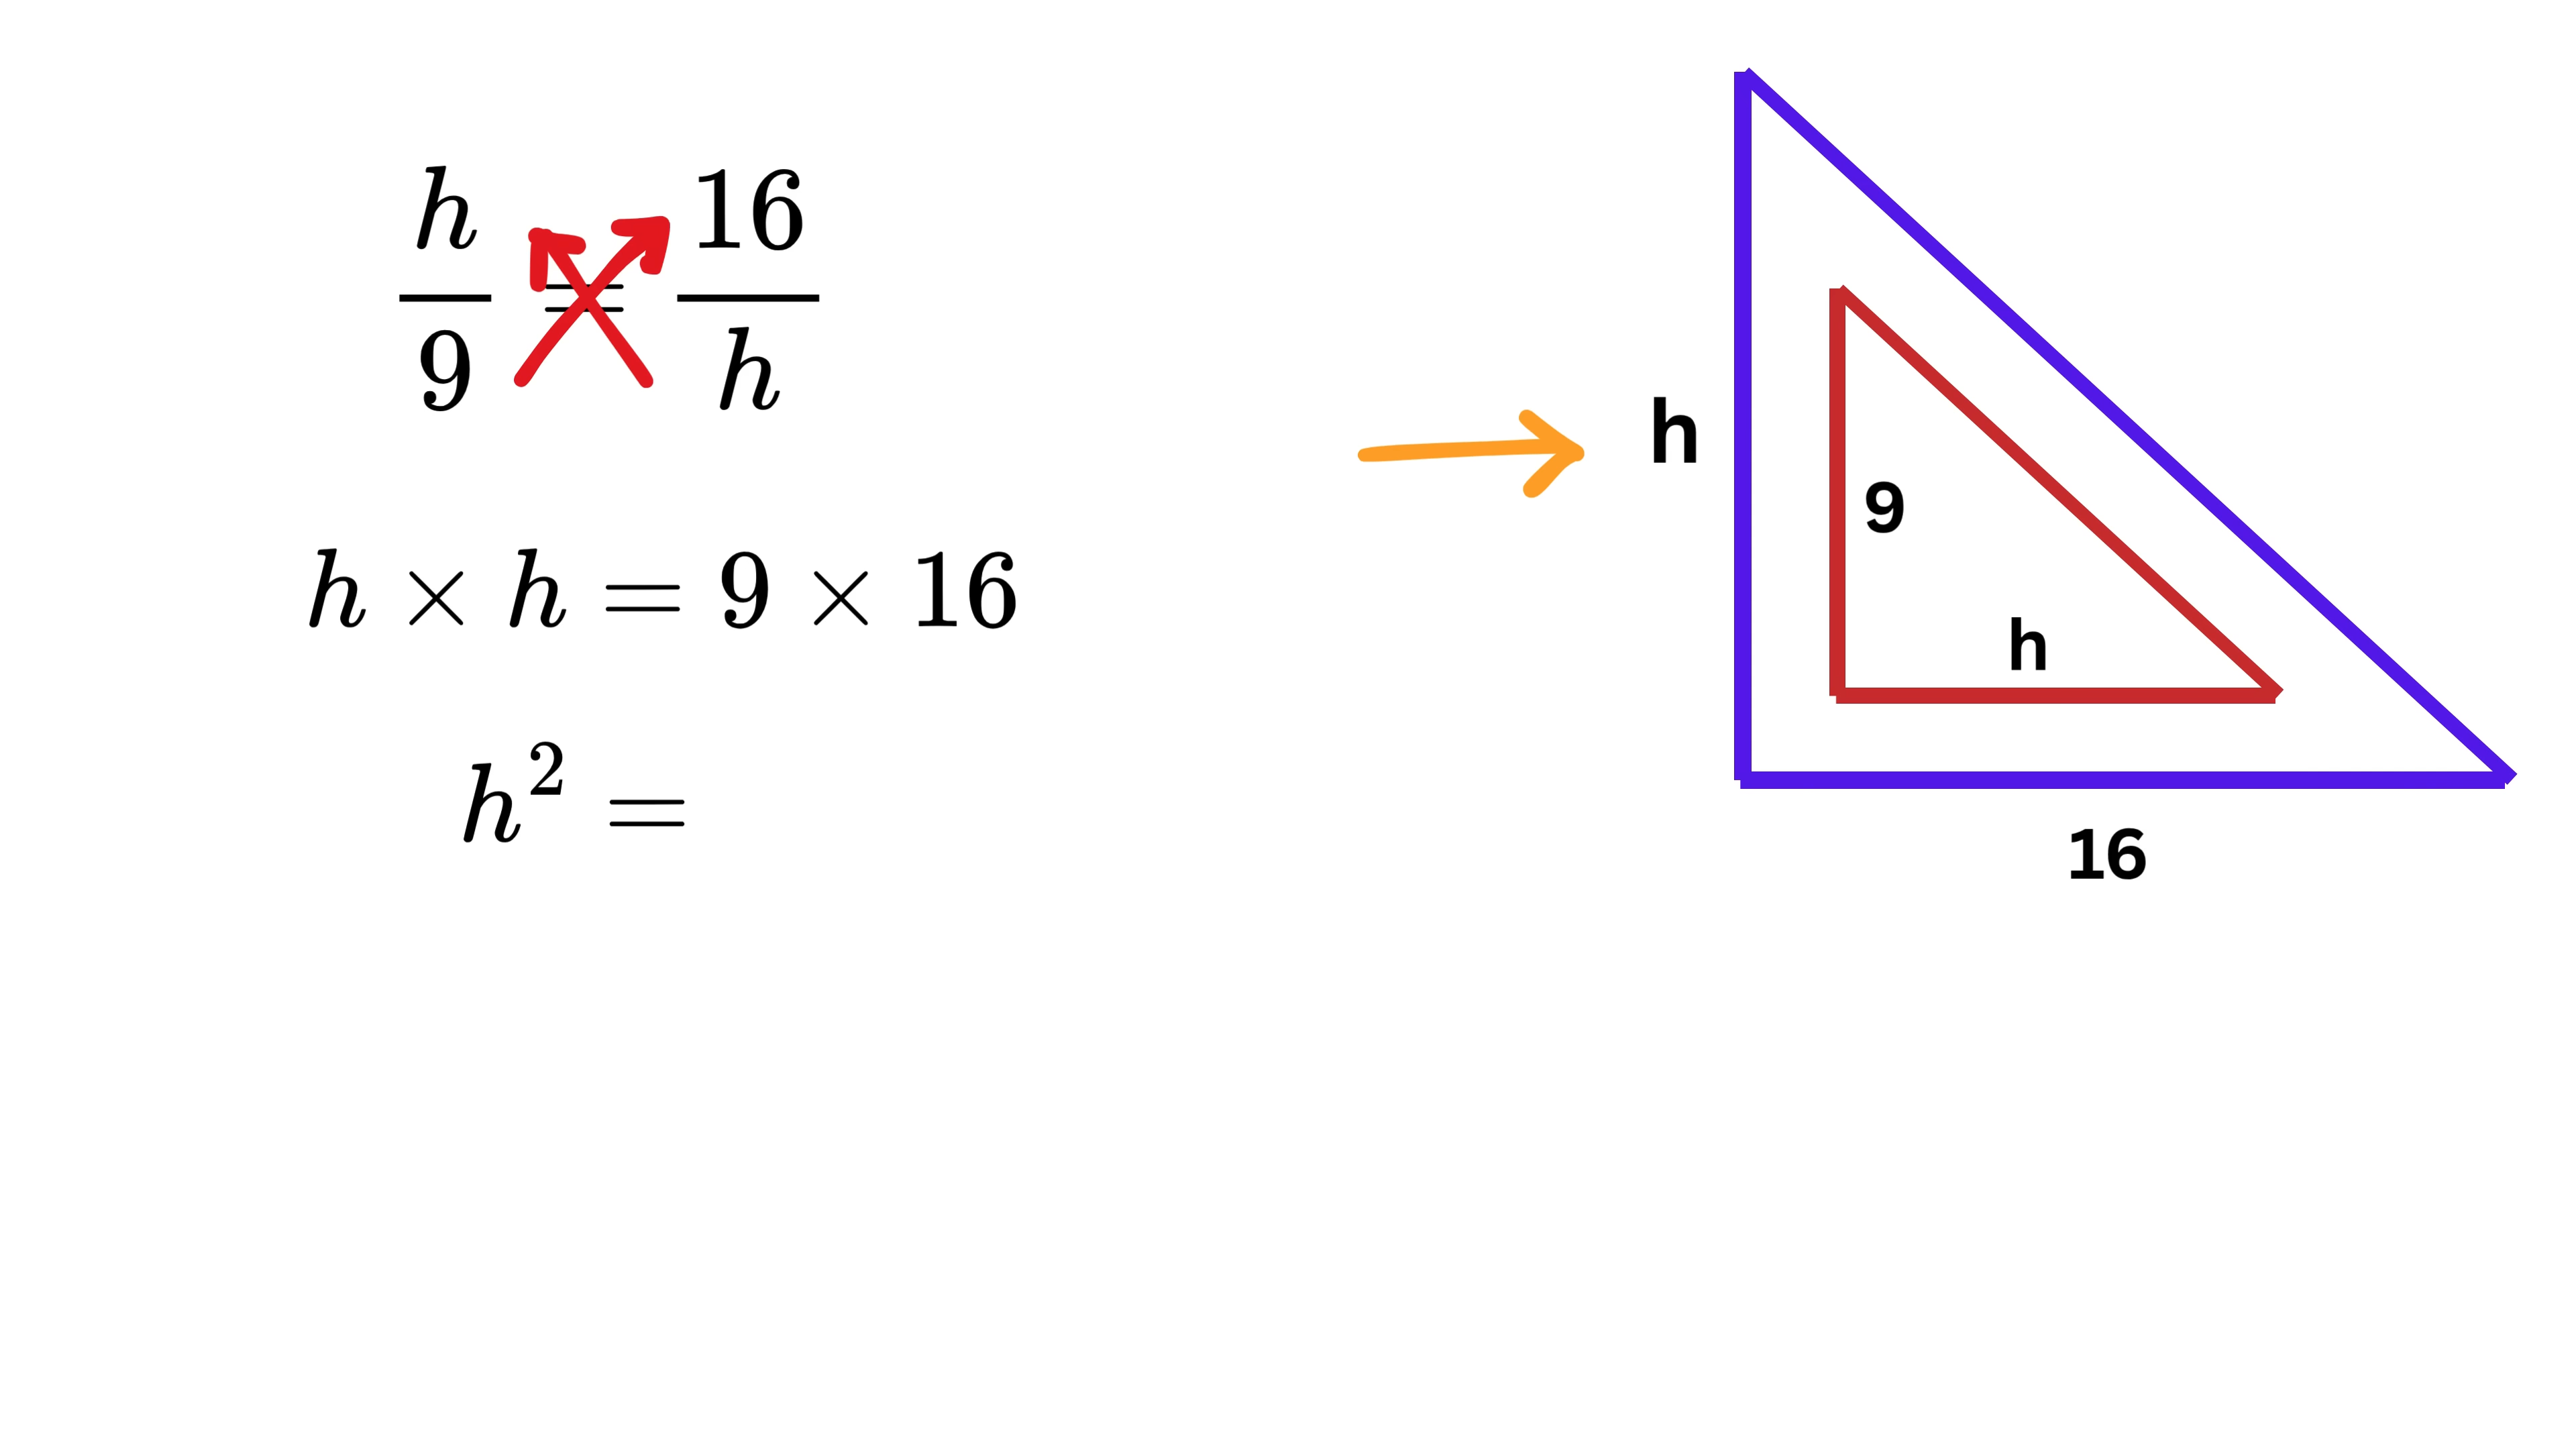 h/9 = 16/h
h × h = 9 × 16
h² =
h
9
h
16